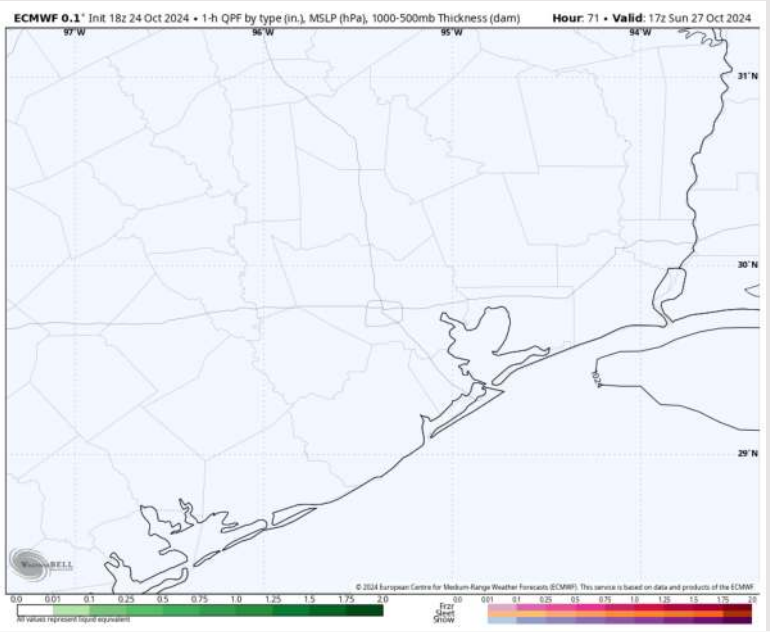 ECMWF 0.1° Init 18z 24 Oct 2024 • 1-h QPF by type (in.), MSLP (hPa), 1000-500mb Thickness (dam) Hour: 71 • Valid: 17z Sun 27 Oct 2024
97°W 96°W 95°W 94°W
31°N
30°N
1024
29°N
WeatherBELL
© 2024 European Centre for Medium-Range Weather Forecasts (ECMWF). This service is based on data and products of the ECMWF
0.0 0.01 0.1 0.25 0.50 0.75 1.00 1.25 1.50 1.75 2.0
All values represent liquid equivalent
0.0 0.01 0.1 0.25 0.50 0.75 1.0 1.25 1.5 1.75 2.0
Frzr
Sleet
Snow